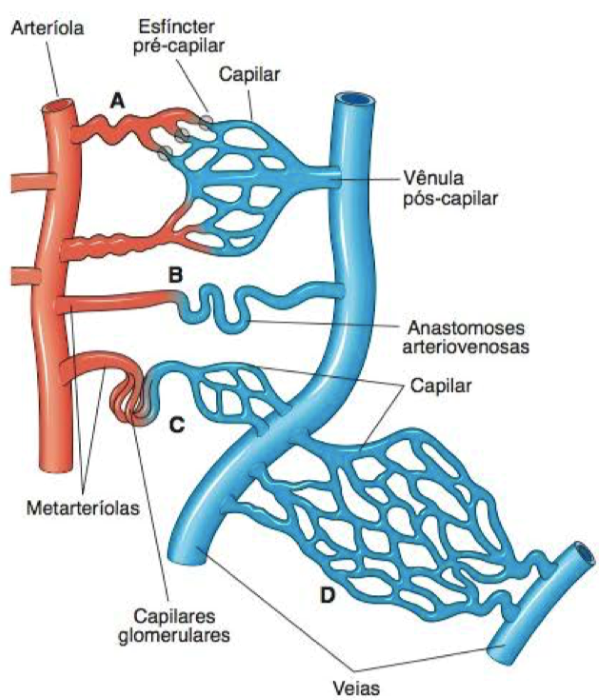 Arteríola
Esfíncter
pré-capilar
Capilar
A
Vênula
pós-capilar
B
Anastomoses
arteriovenosas
Capilar
C
Metarteríolas
D
Capilares
glomerulares
Veias